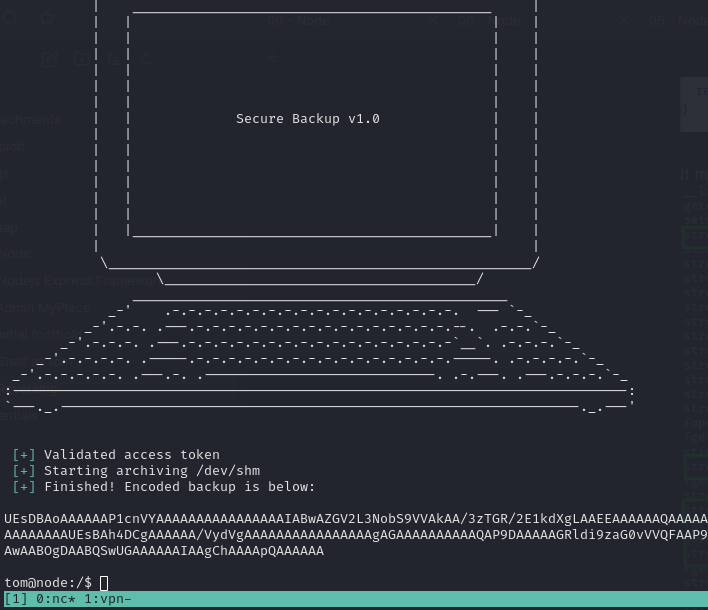 Secure Backup v1.0
[+] Validated access token
[+] Starting archiving /dev/shm
[+] Finished! Encoded backup is below:
UEsDBAoAAAAAAP1cnVYAAAAAAAAAAAAAAAAIABwAZGV2L3NobS9VVAkAA/3zTGR/2E1kdXgLAAEEAAAAAAQAAAAA
AAAAAAAAUEsBAh4DCgAAAAAA/VydVgAAAAAAAAAAAAAAAAgAGAAAAAAAAAAQAP9DAAAAAGRldi9zaG0vVVQFAAP9
AwAABOgDAABQSwUGAAAAAAIAAgChAAAApQAAAAAA
tom@node:/$
[1] 0:nc* 1:vpn-